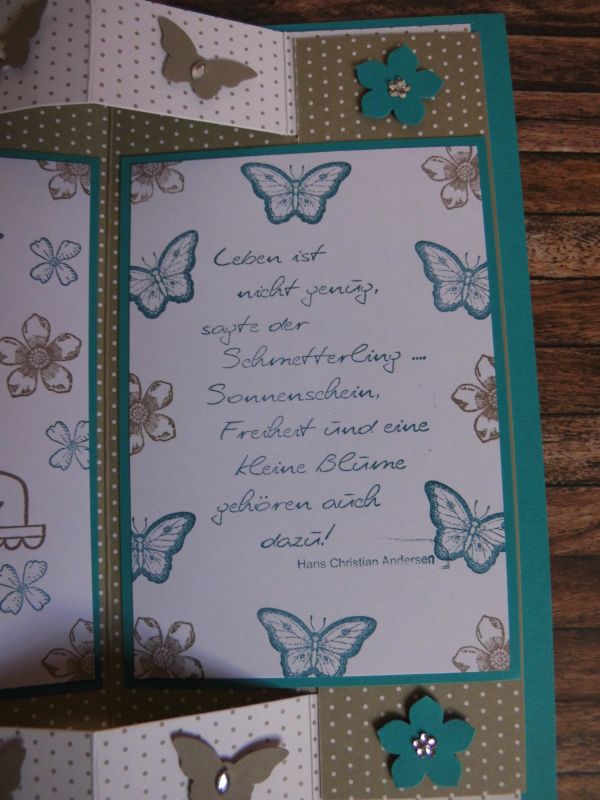 Leben ist
nicht genug,
sagte der
Schmetterling ....
Sonnenschein,
Freiheit und eine
kleine Blume
gehören auch
dazu!
Hans Christian Andersen